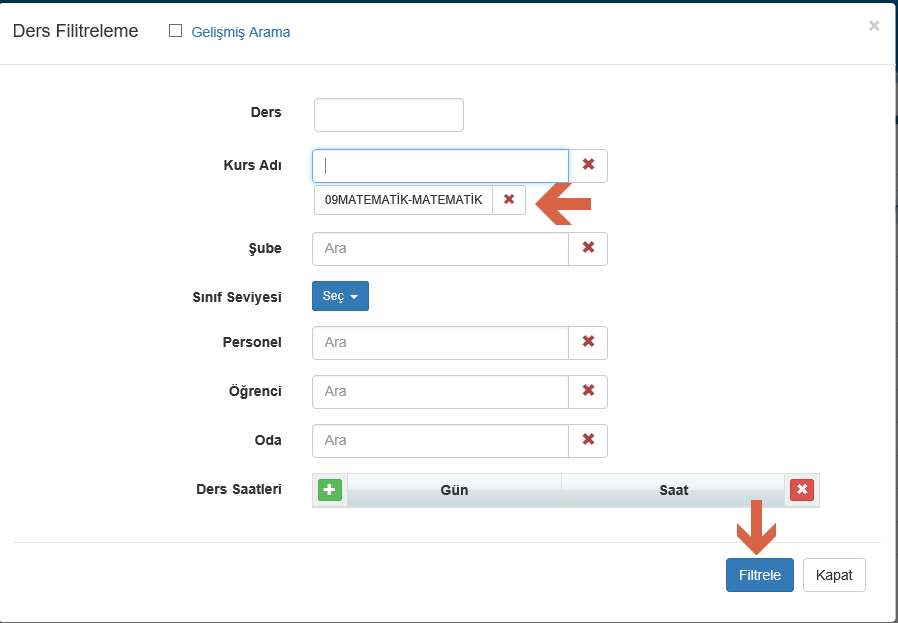 Ders Filitreleme Gelişmiş Arama
Ders
Kurs Adı
09MATEMATİK-MATEMATİK
Şube Ara
Sınıf Seviyesi Seç
Personel Ara
Öğrenci Ara
Oda Ara
Ders Saatleri Gün Saat
Filtrele Kapat